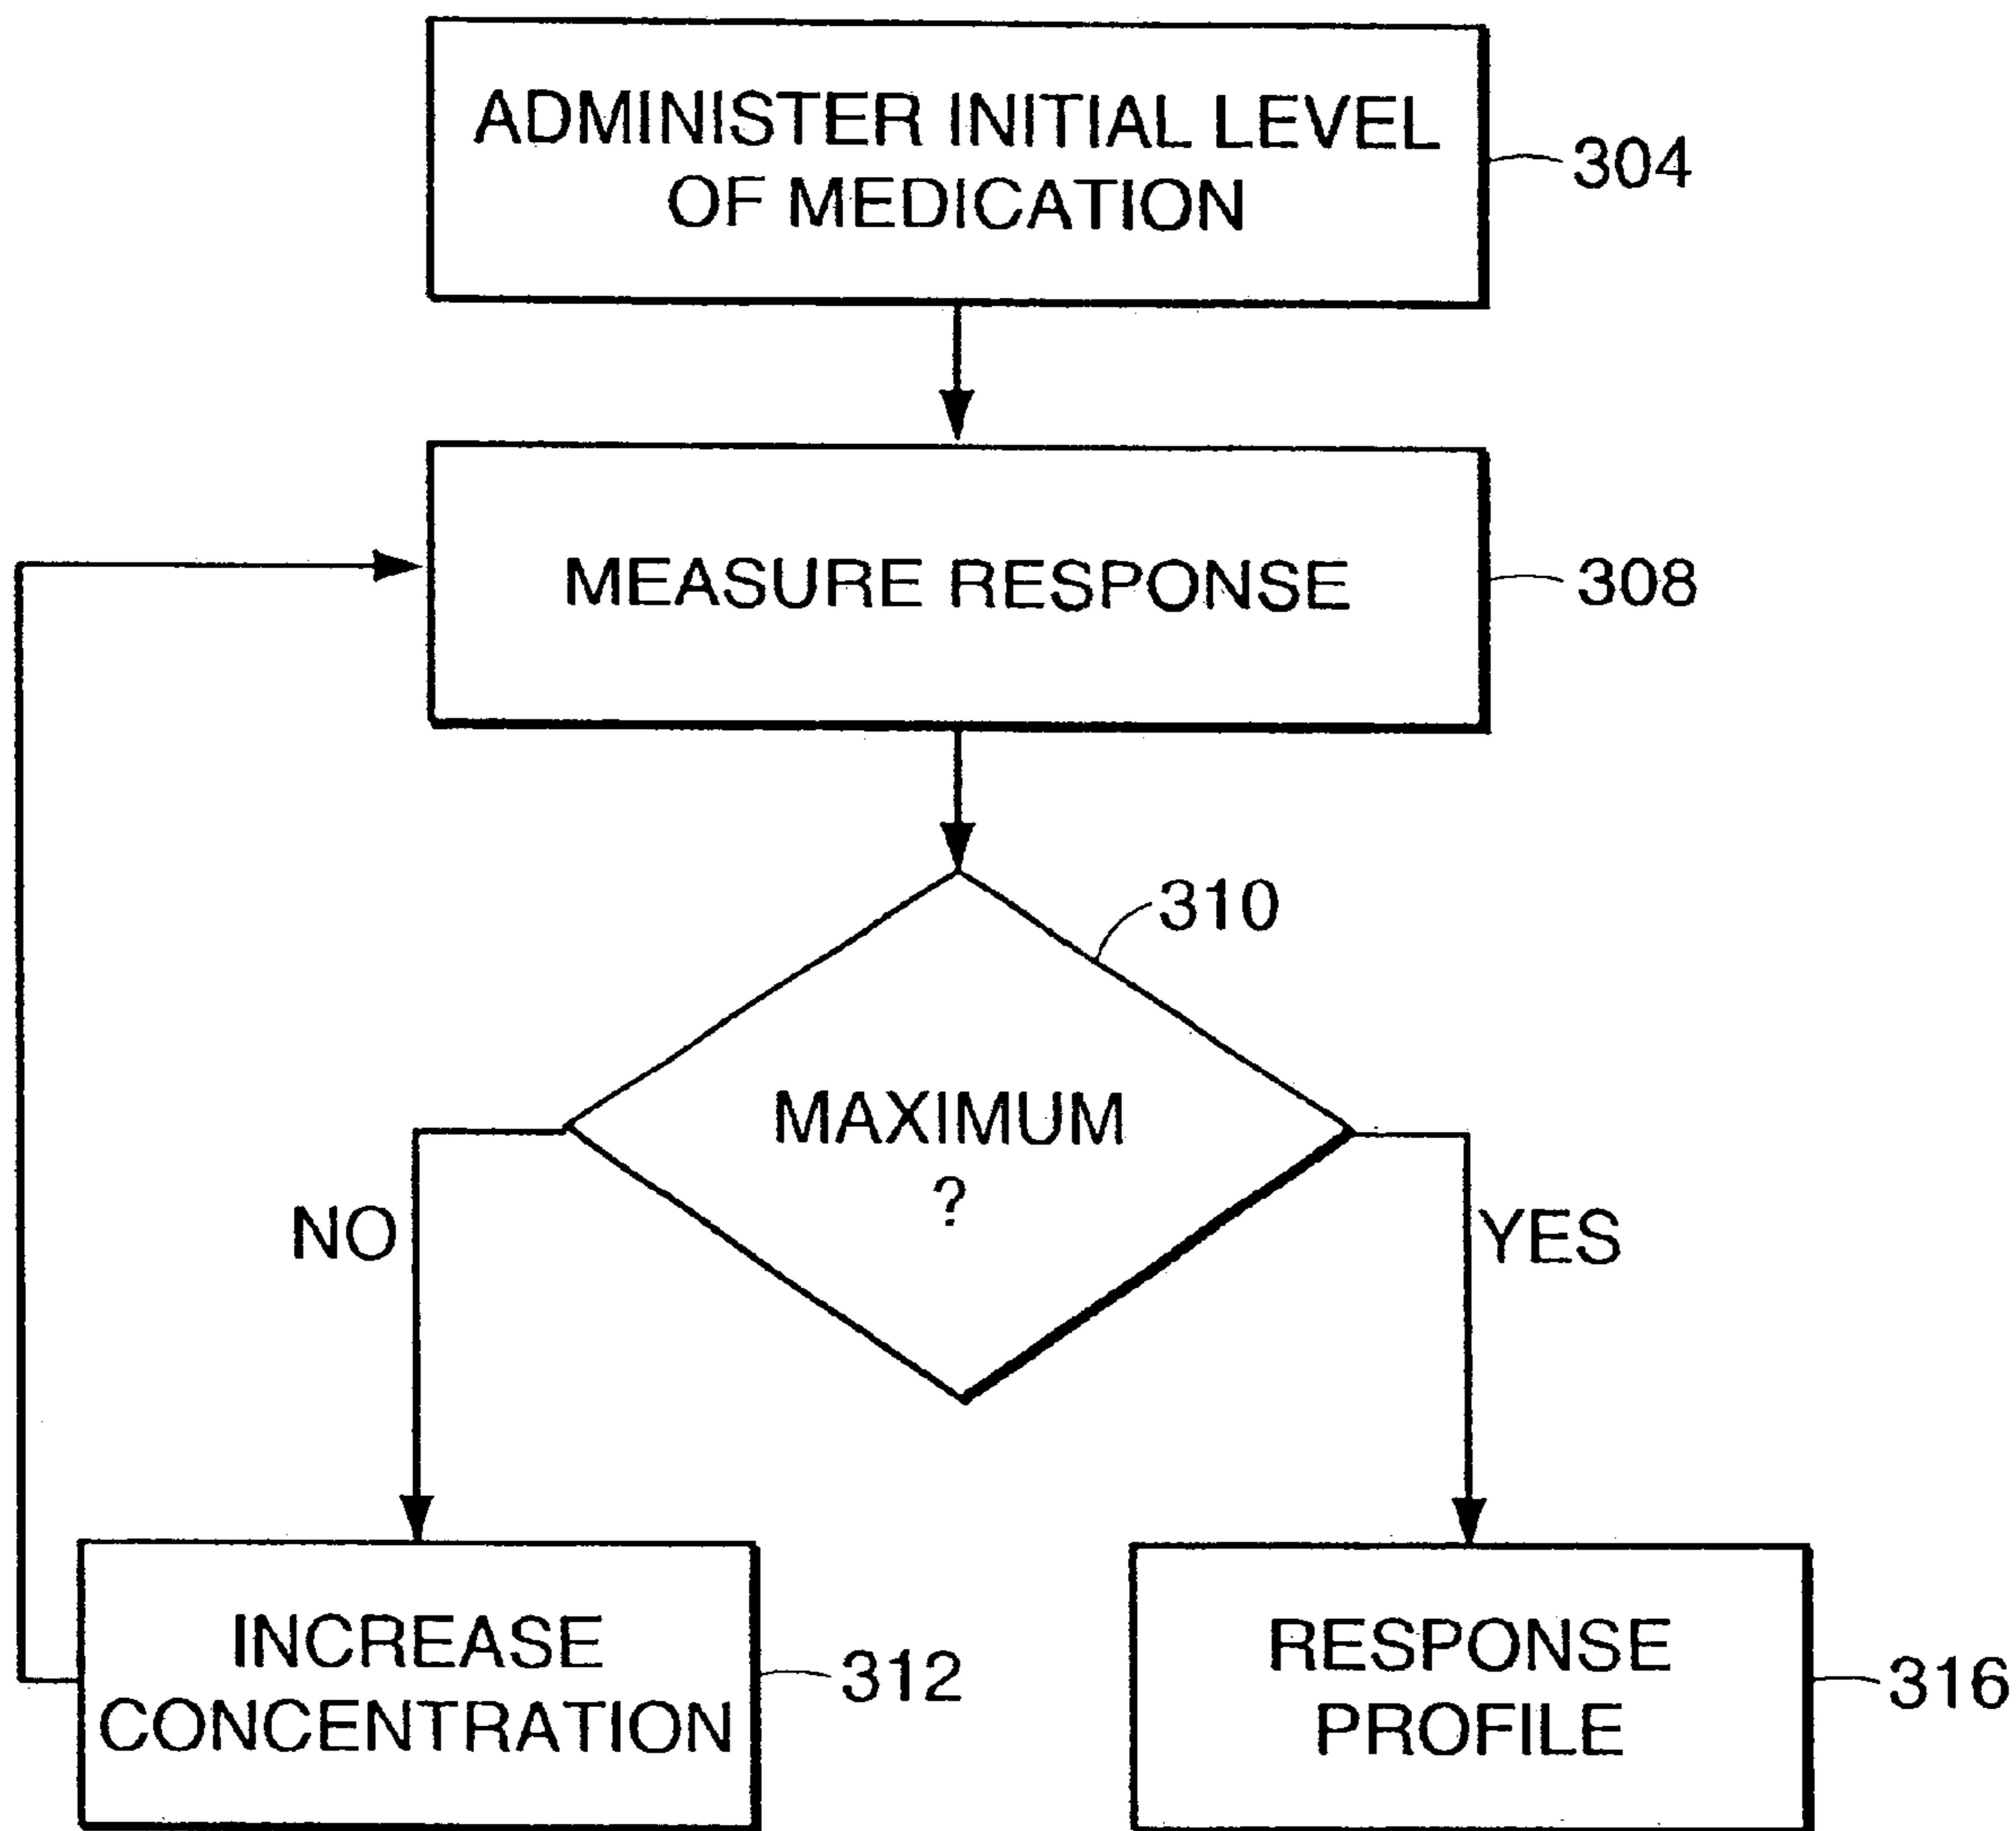 ADMINISTER INITIAL LEVEL
OF MEDICATION
304
MEASURE RESPONSE
308
310
MAXIMUM
?
NO
YES
INCREASE
CONCENTRATION
312
RESPONSE
PROFILE
316